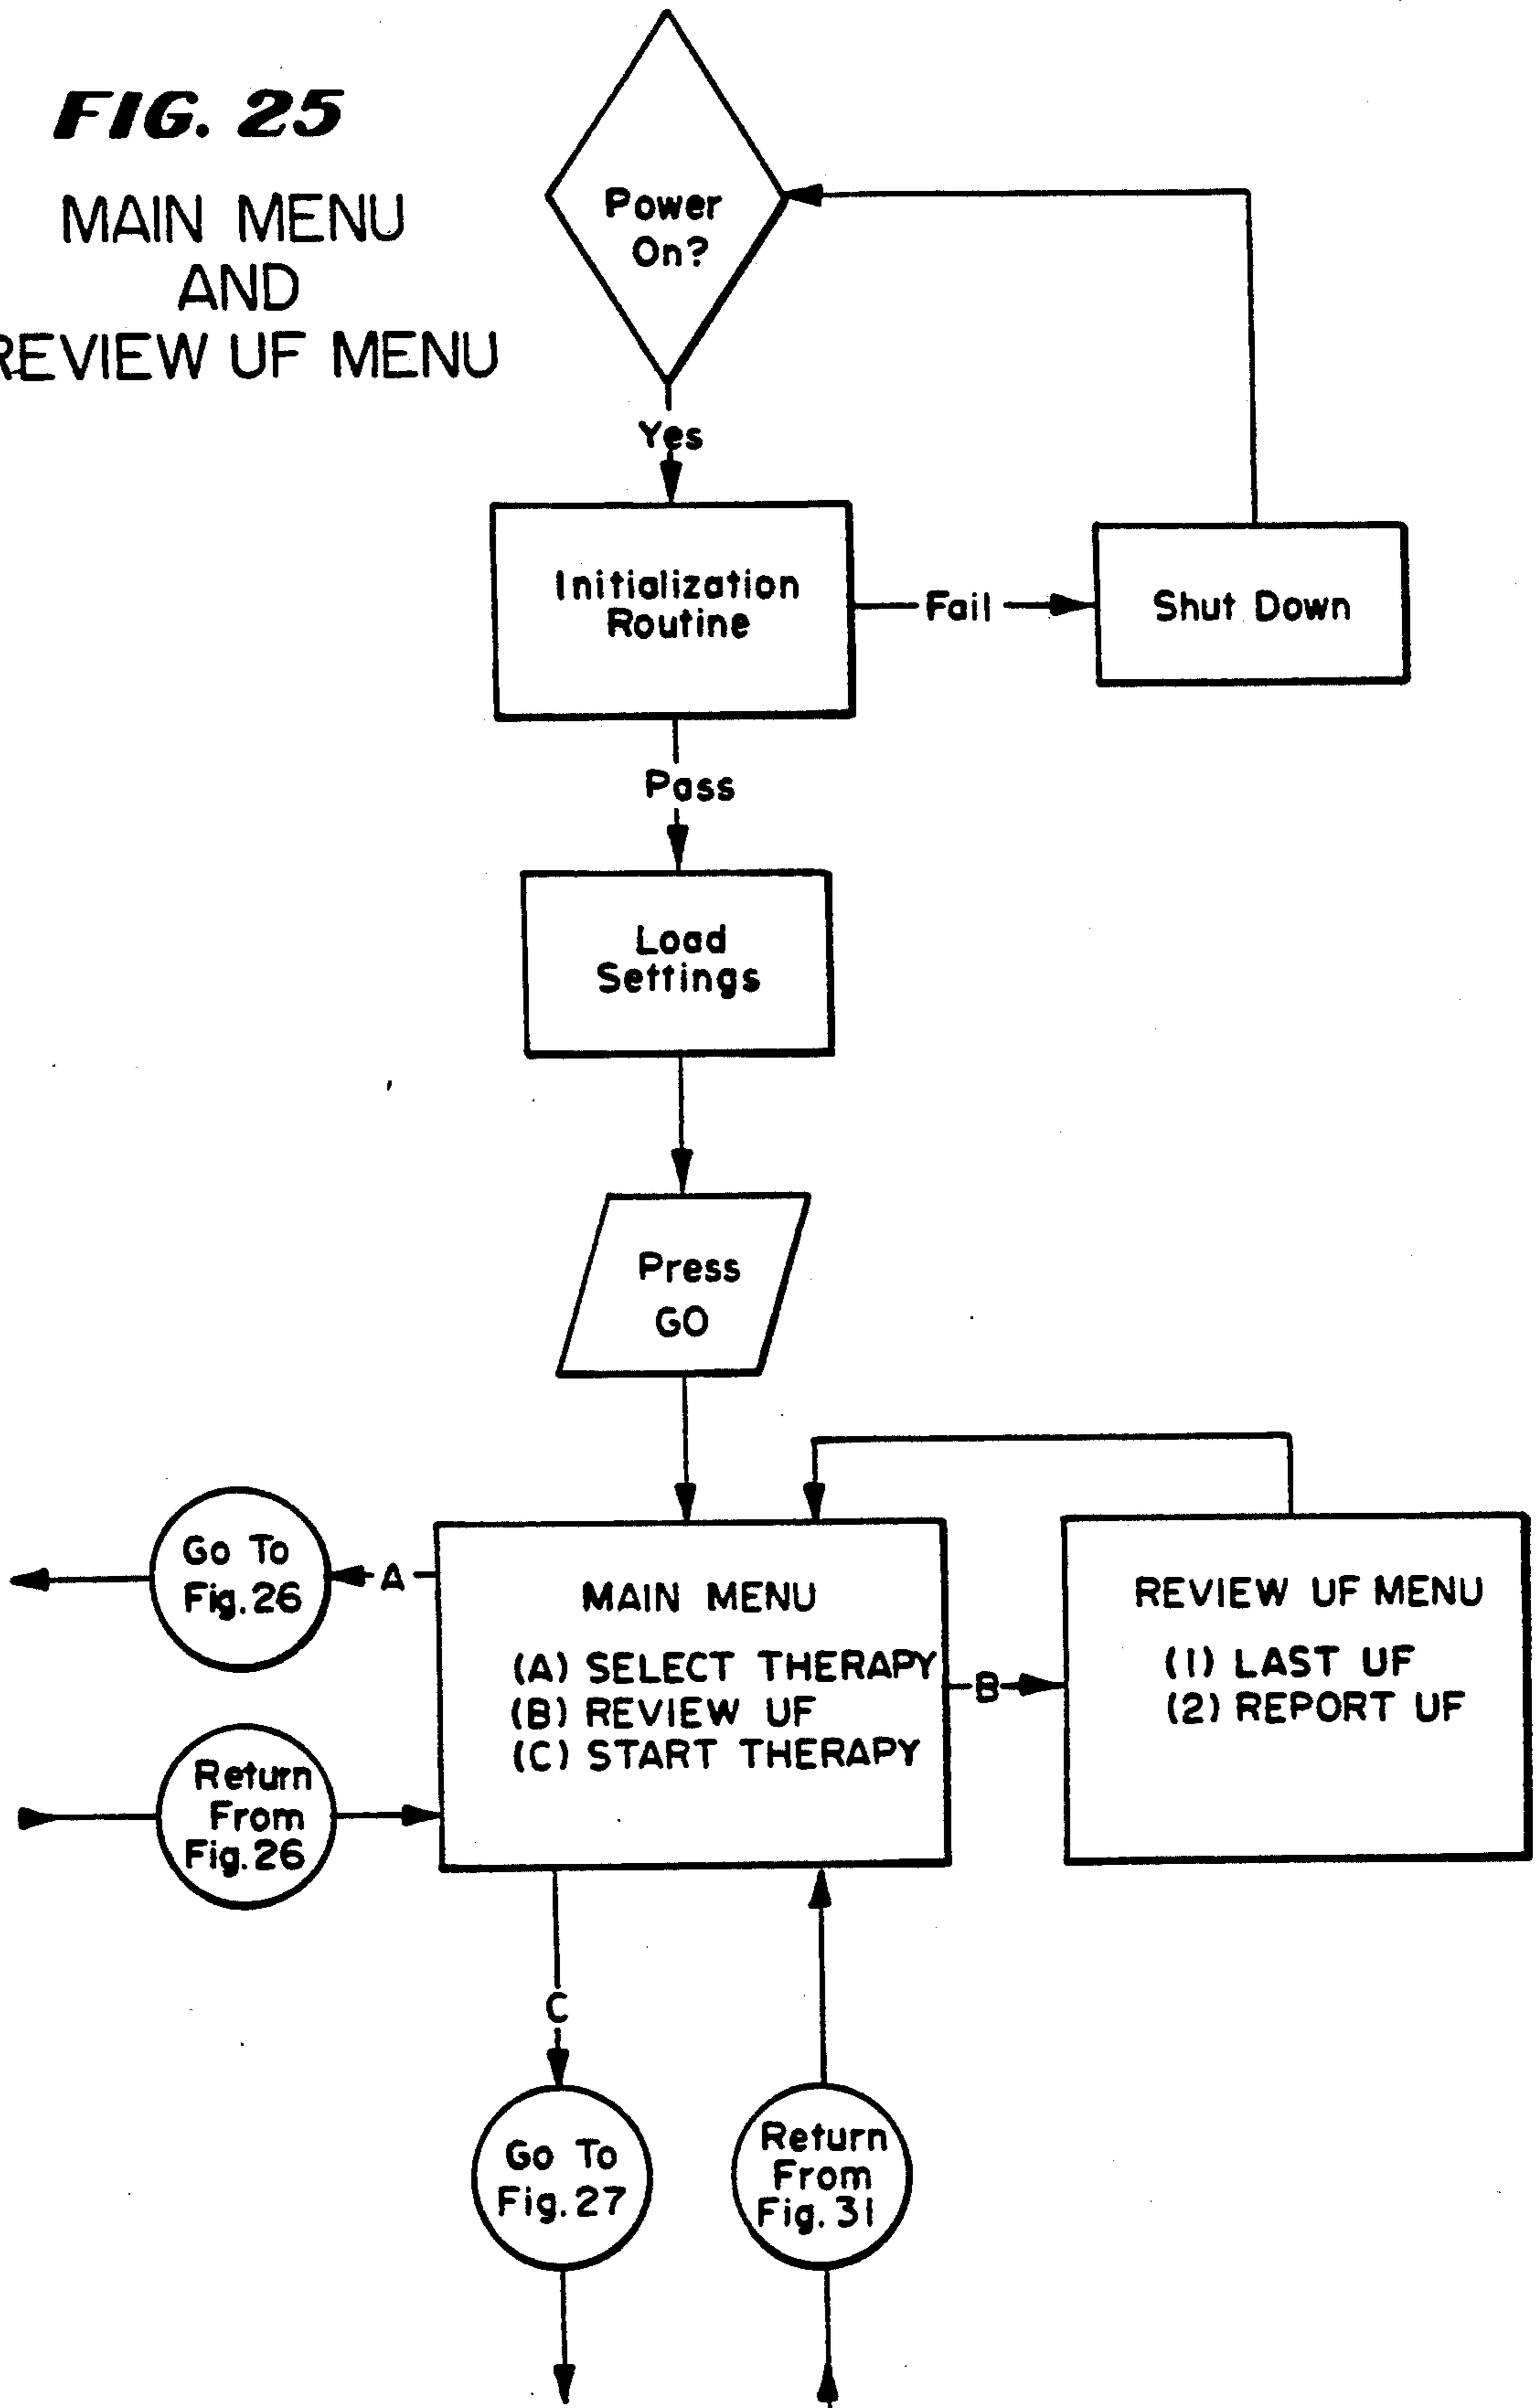 FIG. 25
MAIN MENU
AND
REVIEW UF MENU
Power
On?
Yes
Initialization
Routine
Fail
Shut Down
Pass
Load
Settings
Press
GO
Go To
Fig. 26
A
MAIN MENU
(A) SELECT THERAPY
(B) REVIEW UF
(C) START THERAPY
B
REVIEW UF MENU
(1) LAST UF
(2) REPORT UF
Return
From
Fig. 26
C
Go To
Fig. 27
Return
From
Fig. 31